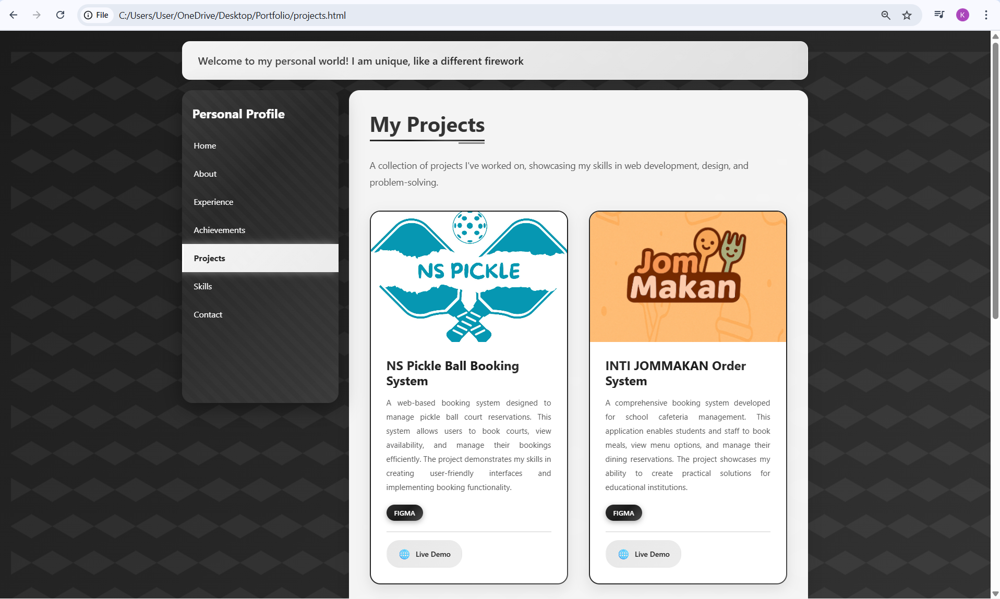 File
C:/Users/User/OneDrive/Desktop/Portfolio/projects.html
K
Welcome to my personal world! I am unique, like a different firework
Personal Profile
Home
About
Experience
Achievements
Projects
Skills
Contact
My Projects
A collection of projects I've worked on, showcasing my skills in web development, design, and
problem-solving.
NS PICKLE
NS Pickle Ball Booking
System
A web-based booking system designed to
manage pickle ball court reservations. This
system allows users to book courts, view
availability, and manage their bookings
efficiently. The project demonstrates my skills in
creating user-friendly interfaces and
implementing booking functionality.
FIGMA
Live Demo
Jom
Makan
INTI JOMMAKAN Order
System
A comprehensive booking system developed
for school cafeteria management. This
application enables students and staff to book
meals, view menu options, and manage their
dining reservations. The project showcases my
ability to create practical solutions for
educational institutions.
FIGMA
Live Demo